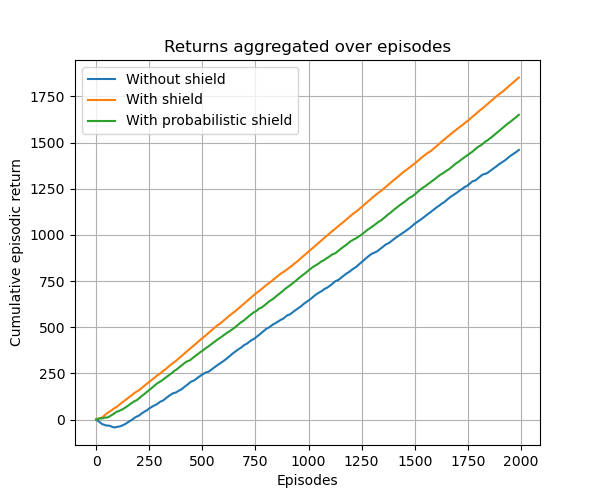 Returns aggregated over episodes
Without shield
With shield
With probabilistic shield
Cumulative episodic return
1750
1500
1250
1000
750
500
250
0
0 250 500 750 1000 1250 1500 1750 2000
Episodes